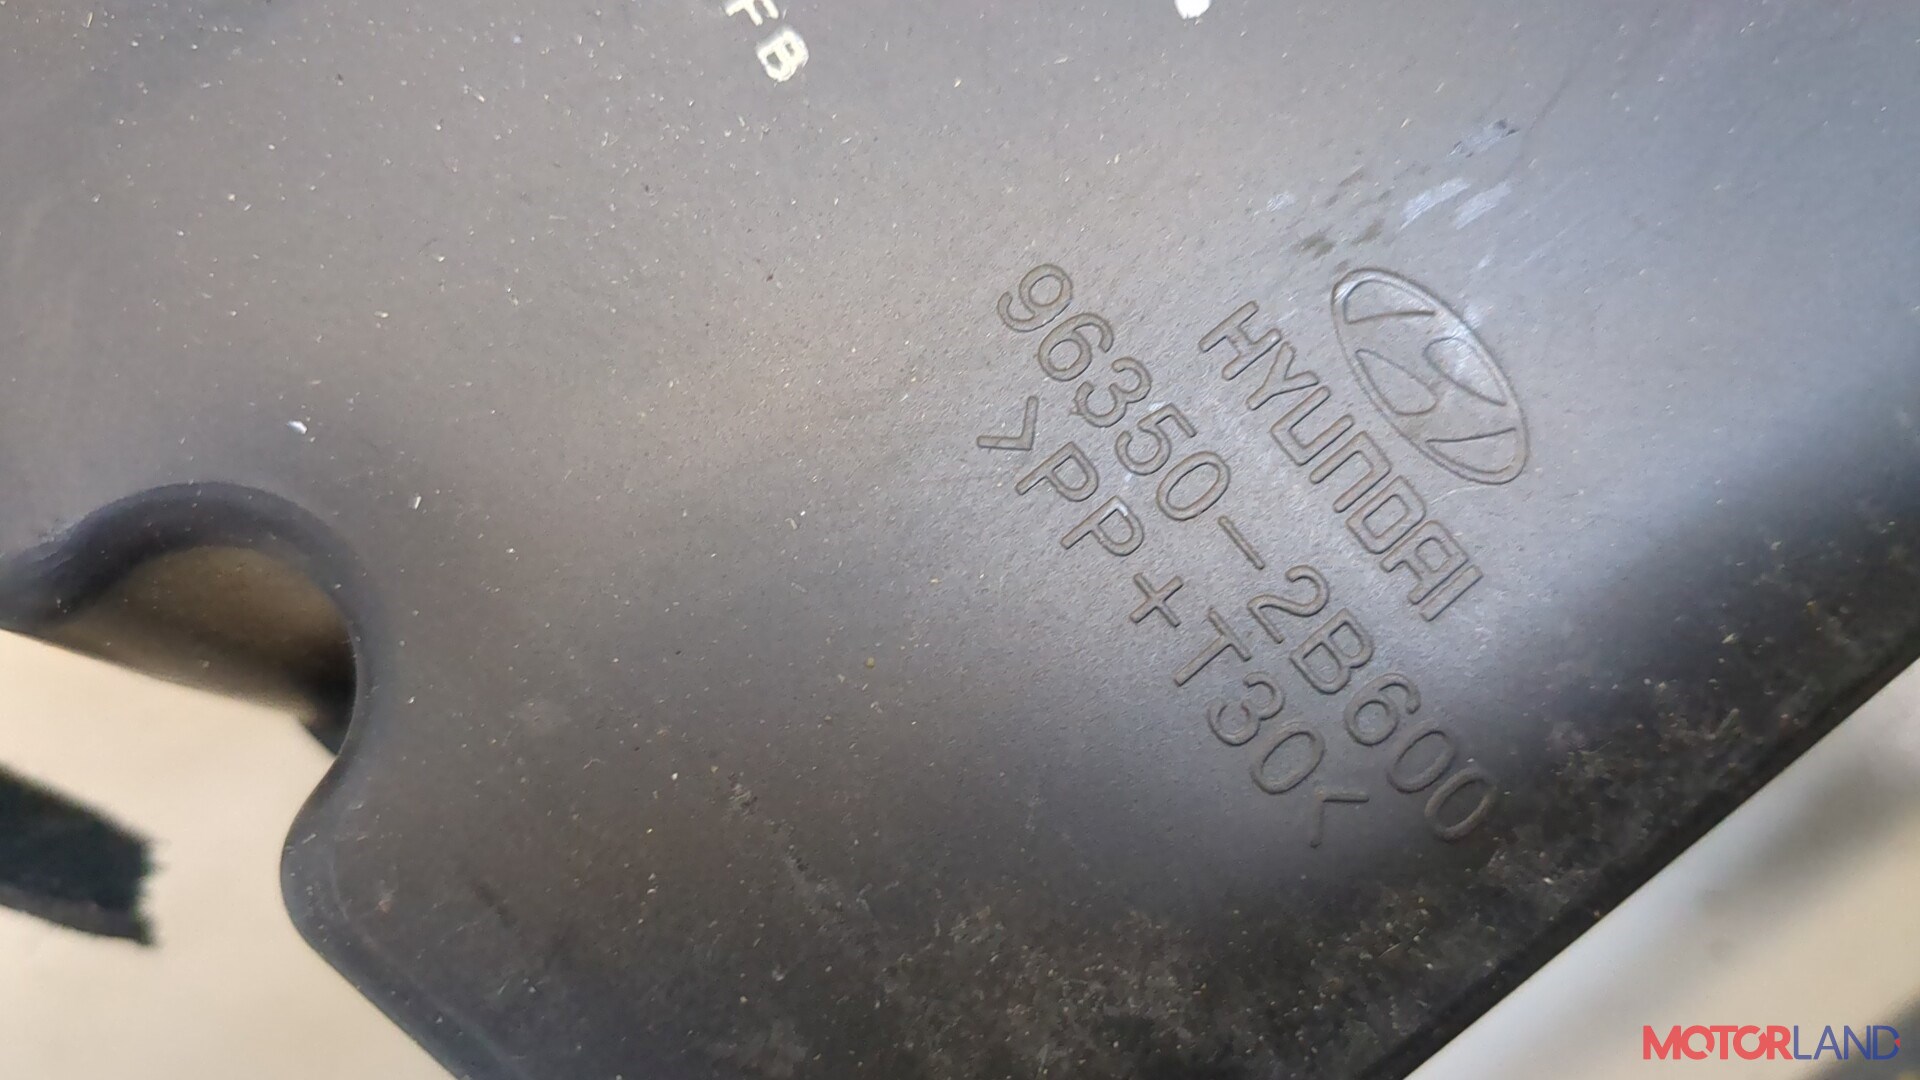 FB
HYUNDAI
96350-2B600
>PP+T30<
MOTORLAND